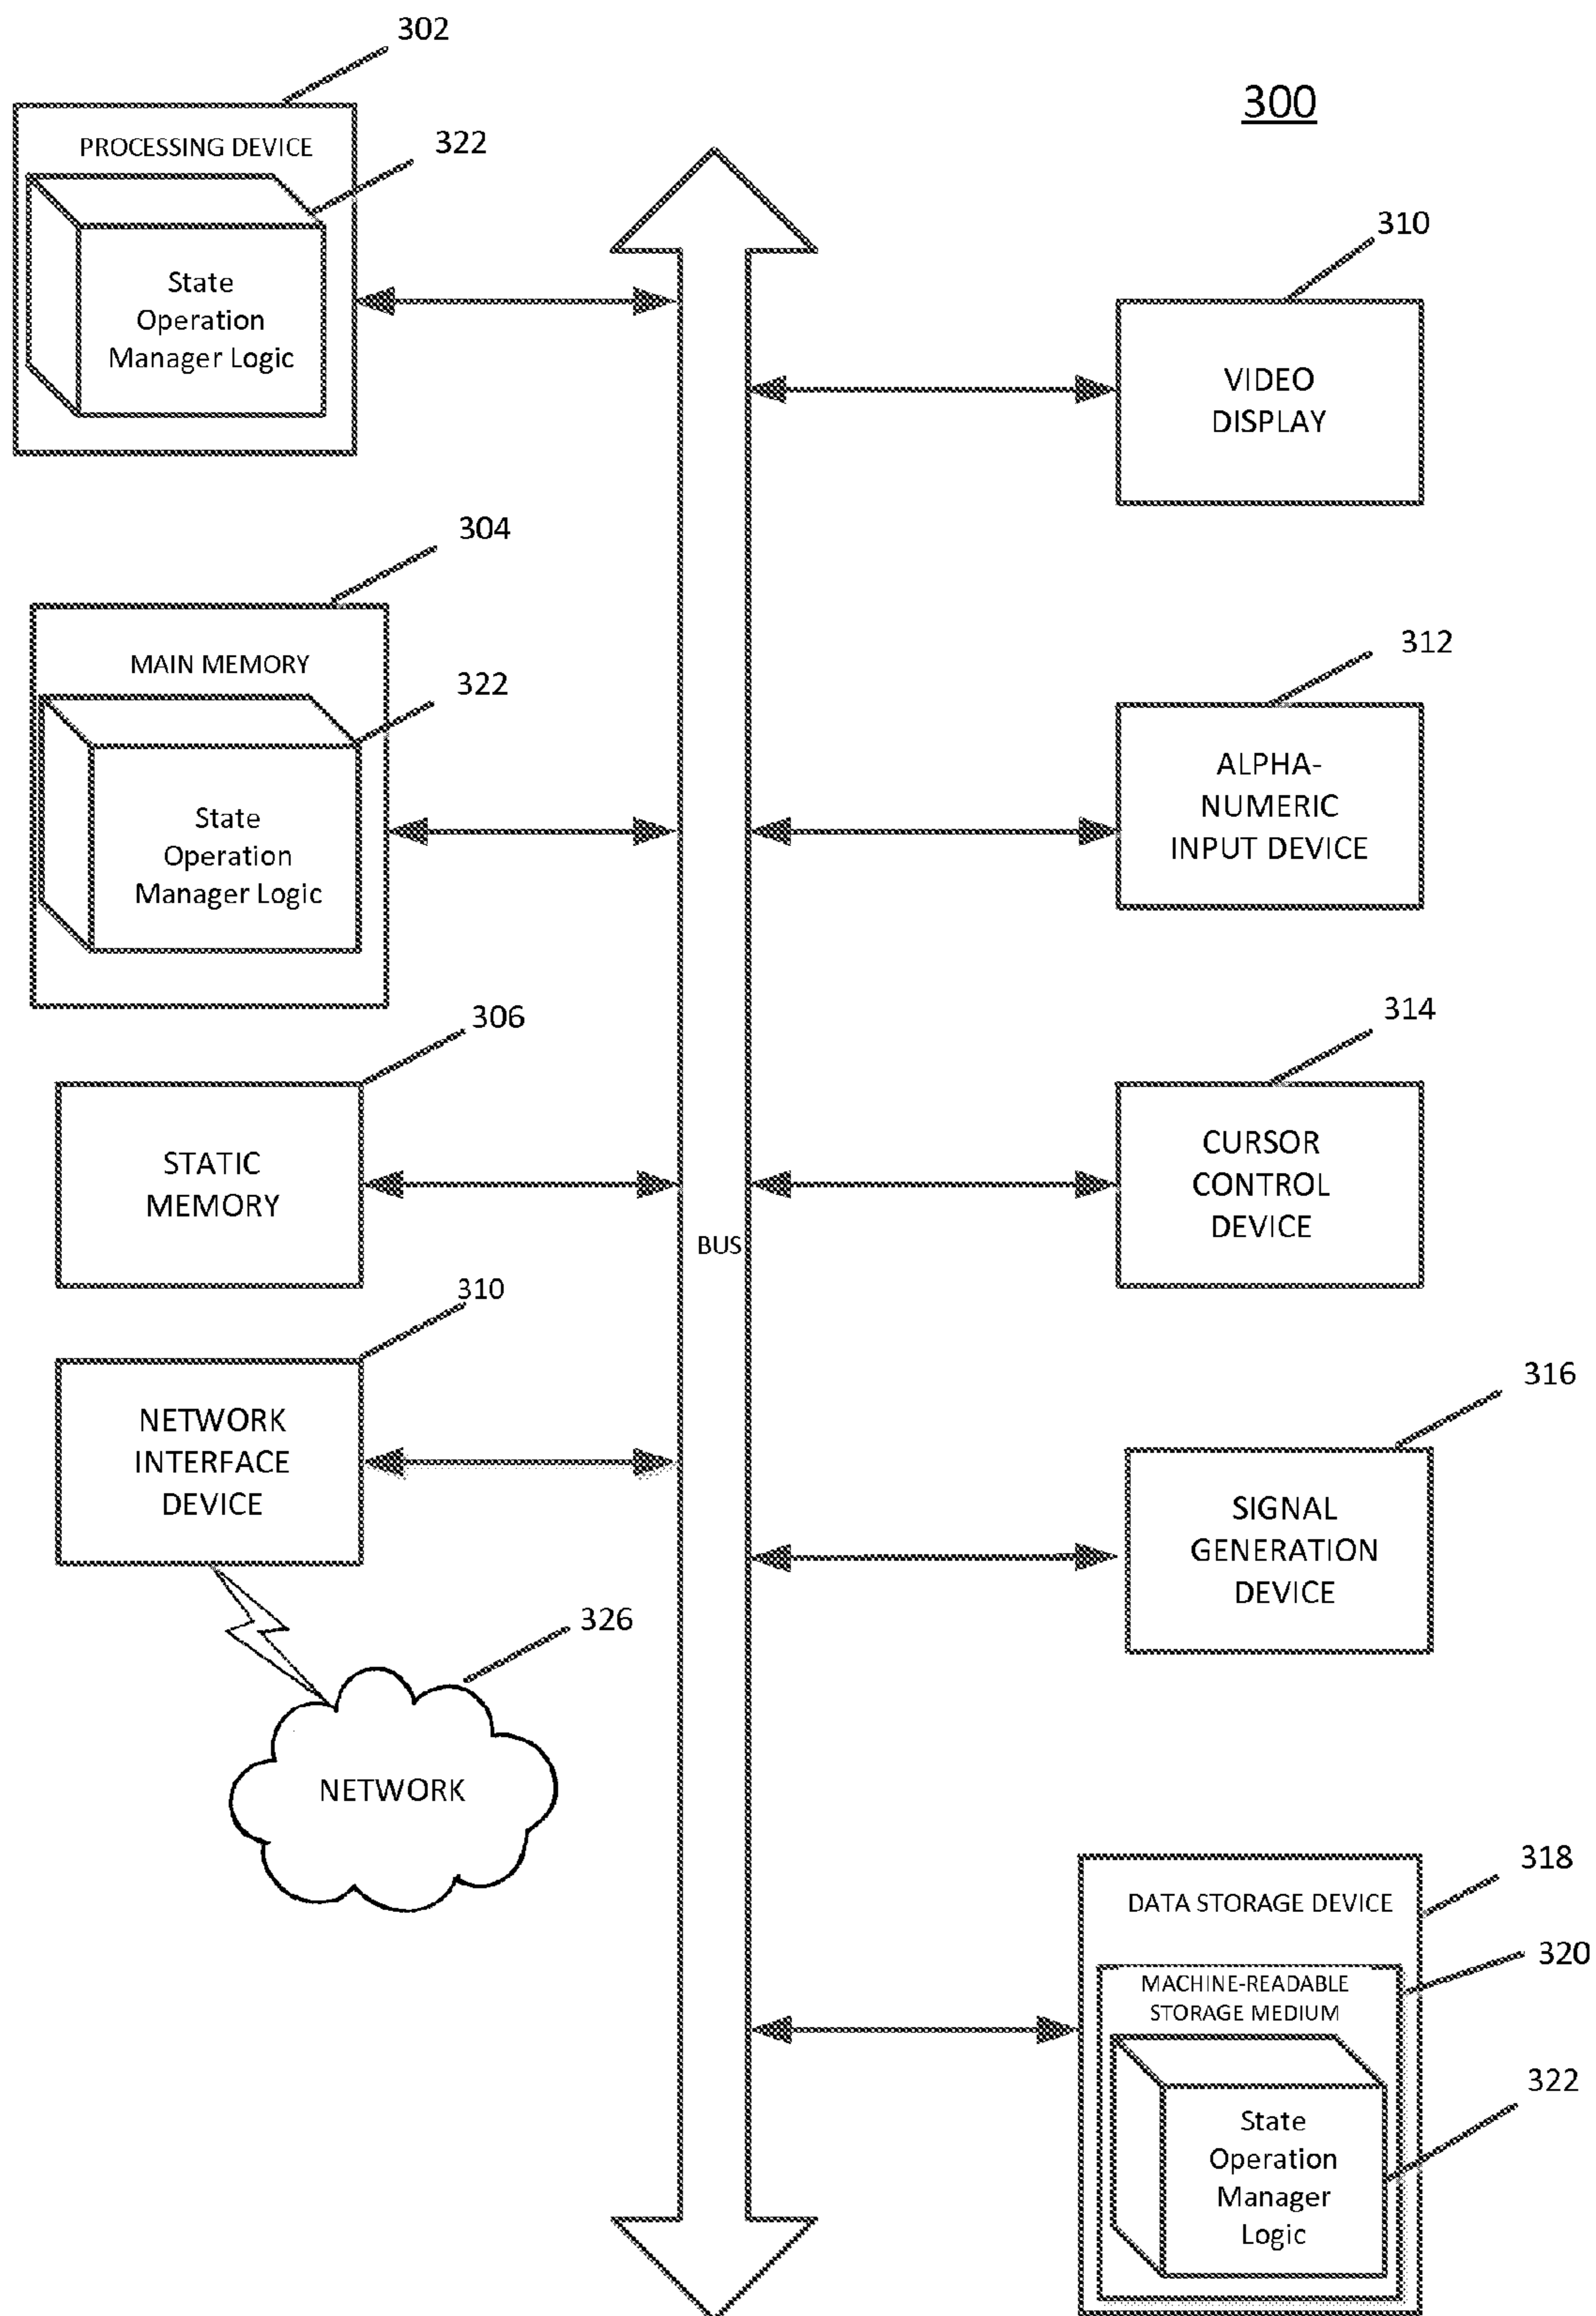 302
300
PROCESSING DEVICE
322
State
Operation
Manager Logic
310
VIDEO
DISPLAY
304
MAIN MEMORY
322
State
Operation
Manager Logic
312
ALPHA-
NUMERIC
INPUT DEVICE
306
STATIC
MEMORY
314
CURSOR
CONTROL
DEVICE
BUS
310
NETWORK
INTERFACE
DEVICE
316
SIGNAL
GENERATION
DEVICE
326
NETWORK
318
DATA STORAGE DEVICE
320
MACHINE-READABLE
STORAGE MEDIUM
322
State
Operation
Manager
Logic